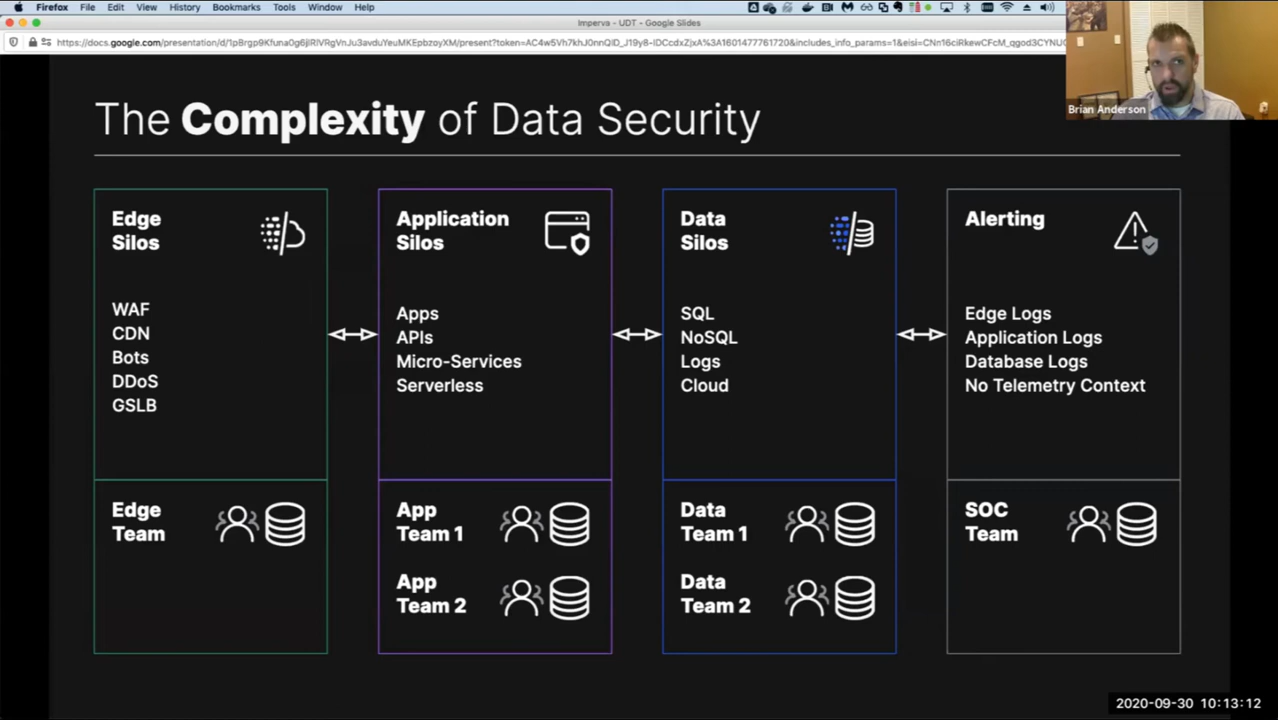 Firefox File Edit View History Bookmarks Tools Window Help
Imperva - UDT - Google Slides
Brian Anderson
The Complexity of Data Security
Edge
Silos
WAF
CDN
Bots
DDoS
GSLB
Edge
Team
Application
Silos
Apps
APIs
Micro-Services
Serverless
App
Team 1
App
Team 2
Data
Silos
SQL
NoSQL
Logs
Cloud
Data
Team 1
Data
Team 2
Alerting
Edge Logs
Application Logs
Database Logs
No Telemetry Context
SOC
Team
2020-09-30 10:13:12